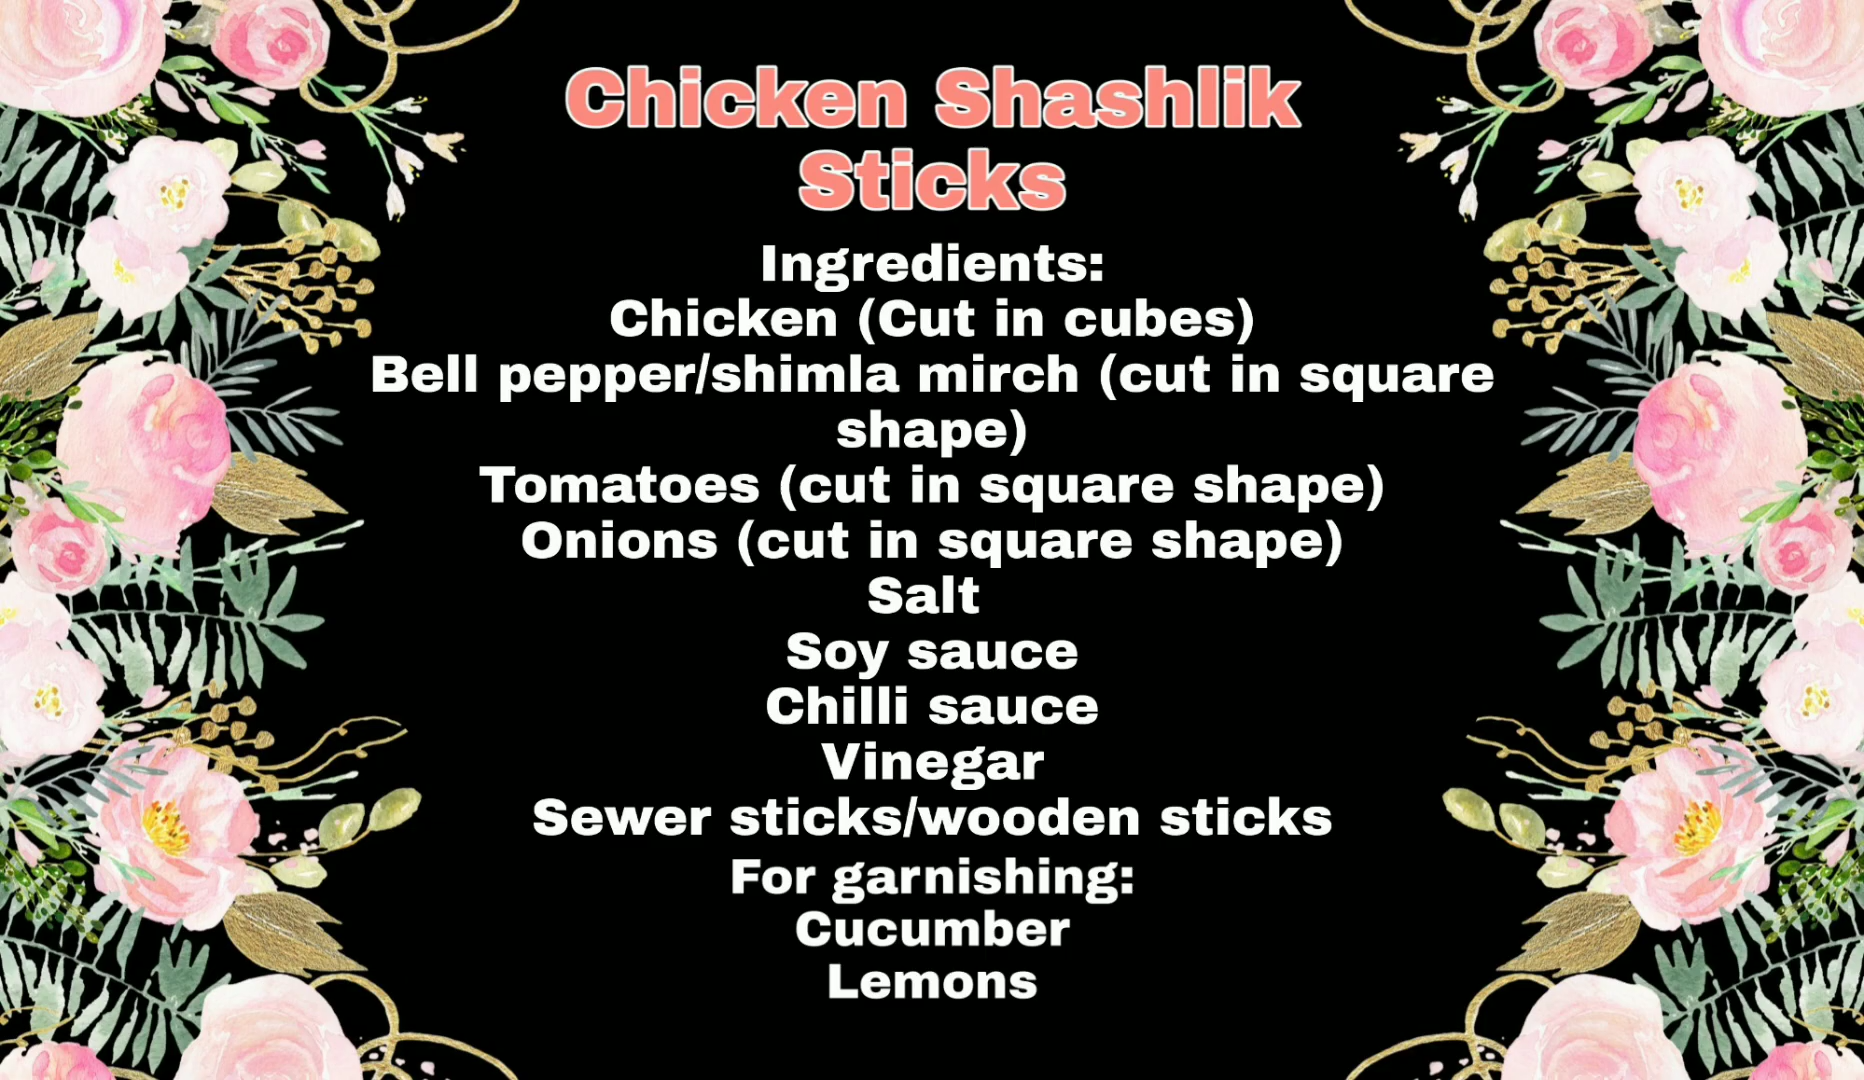 Chicken Shashlik
Sticks
Ingredients:
Chicken (Cut in cubes)
Bell pepper/shimla mirch (cut in square
shape)
Tomatoes (cut in square shape)
Onions (cut in square shape)
Salt
Soy sauce
Chilli sauce
Vinegar
Sewer sticks/wooden sticks
For garnishing:
Cucumber
Lemons